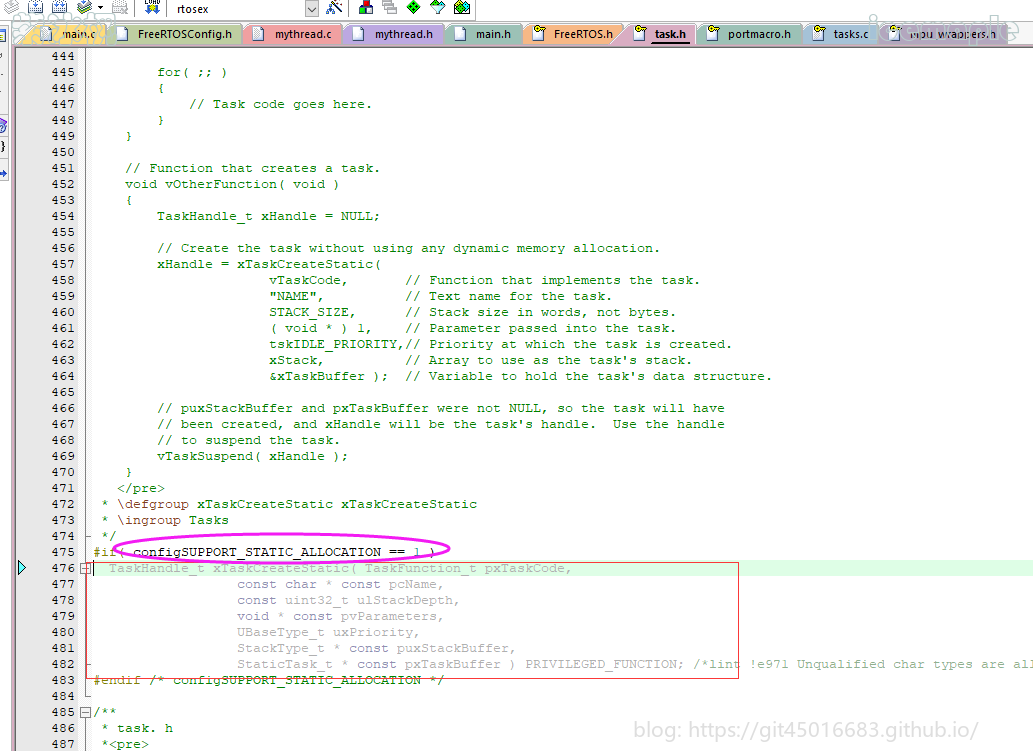 rtosex
main.c FreeRTOSConfig.h mythread.c mythread.h main.h FreeRTOS.h task.h portmacro.h tasks.c mpu_wrappers.h
444
445 for( ;; )
446 {
447 // Task code goes here.
448 }
449 }
450
451 // Function that creates a task.
452 void vOtherFunction( void )
453 {
454 TaskHandle_t xHandle = NULL;
455
456 // Create the task without using any dynamic memory allocation.
457 xHandle = xTaskCreateStatic(
458 vTaskCode, // Function that implements the task.
459 "NAME", // Text name for the task.
460 STACK_SIZE, // Stack size in words, not bytes.
461 ( void * ) 1, // Parameter passed into the task.
462 tskIDLE_PRIORITY,// Priority at which the task is created.
463 xStack, // Array to use as the task's stack.
464 &xTaskBuffer ); // Variable to hold the task's data structure.
465
466 // puxStackBuffer and pxTaskBuffer were not NULL, so the task will have
467 // been created, and xHandle will be the task's handle. Use the handle
468 // to suspend the task.
469 vTaskSuspend( xHandle );
470 }
471 </pre>
472 * \defgroup xTaskCreateStatic xTaskCreateStatic
473 * \ingroup Tasks
474 */
475 #if( configSUPPORT_STATIC_ALLOCATION == 1 )
476 TaskHandle_t xTaskCreateStatic( TaskFunction_t pxTaskCode,
477 const char * const pcName,
478 const uint32_t ulStackDepth,
479 void * const pvParameters,
480 UBaseType_t uxPriority,
481 StackType_t * const puxStackBuffer,
482 StaticTask_t * const pxTaskBuffer ) PRIVILEGED_FUNCTION; /*lint !e971 Unqualified char types are al
483 #endif /* configSUPPORT_STATIC_ALLOCATION */
484
485 /**
486 * task. h
487 *<pre>
blog: https://git45016683.github.io/